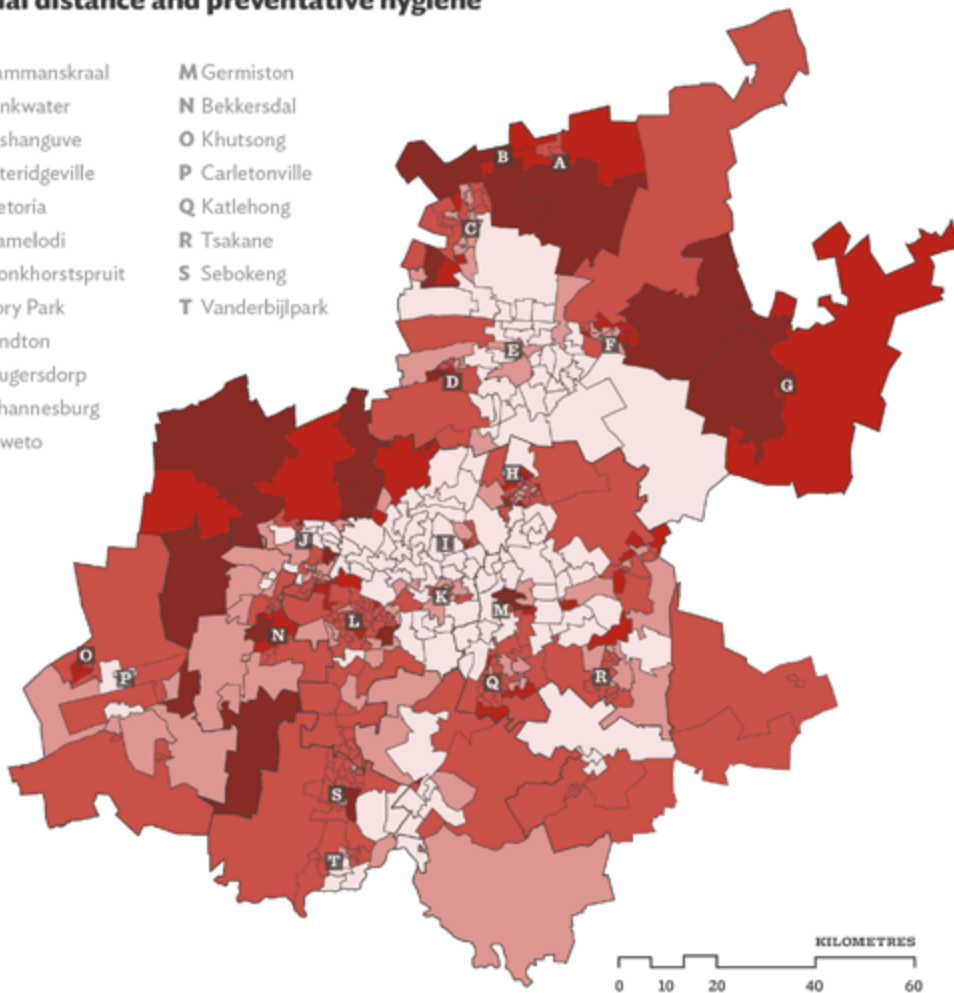 ial distance and preventative hygiene
ammanskraal
nkwater
shanguve
teridgeville
etoria
amelodi
onkhorstspruit
ory Park
ndton
ugersdorp
hannesburg
weto
M Germiston
N Bekkersdal
O Khutsong
P Carletonville
Q Katlehong
R Tsakane
S Sebokeng
T Vanderbijlpark
B
A
C
E
F
D
G
H
J
I
K
M
L
N
O
P
Q
R
S
T
KILOMETRES
0 10 20 40 60